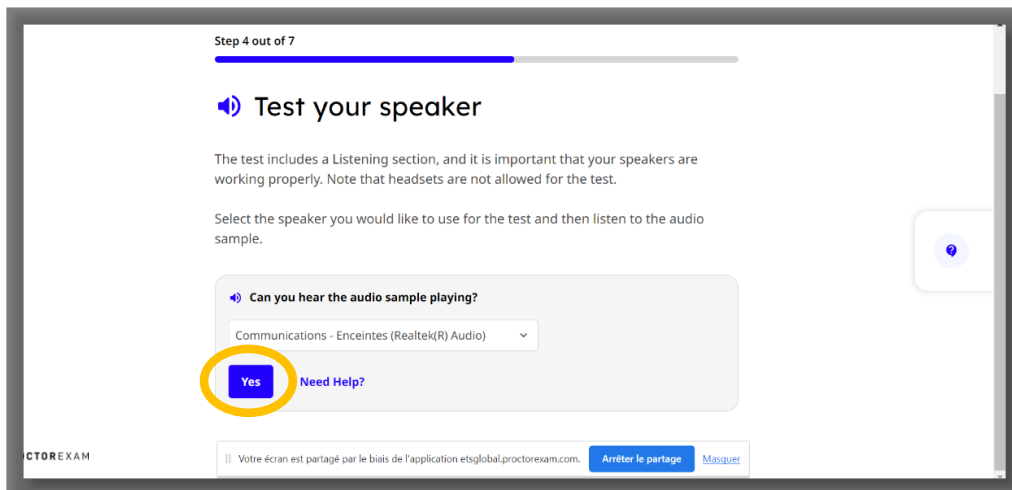 Step 4 out of 7
Test your speaker
The test includes a Listening section, and it is important that your speakers are
working properly. Note that headsets are not allowed for the test.
Select the speaker you would like to use for the test and then listen to the audio
sample.
Can you hear the audio sample playing?
Communications - Enceintes (Realtek(R) Audio)
Yes Need Help?
CTOREXAM
Votre écran est partagé par le biais de l'application etsglobal.proctorexam.com. Arrêter le partage Masquer